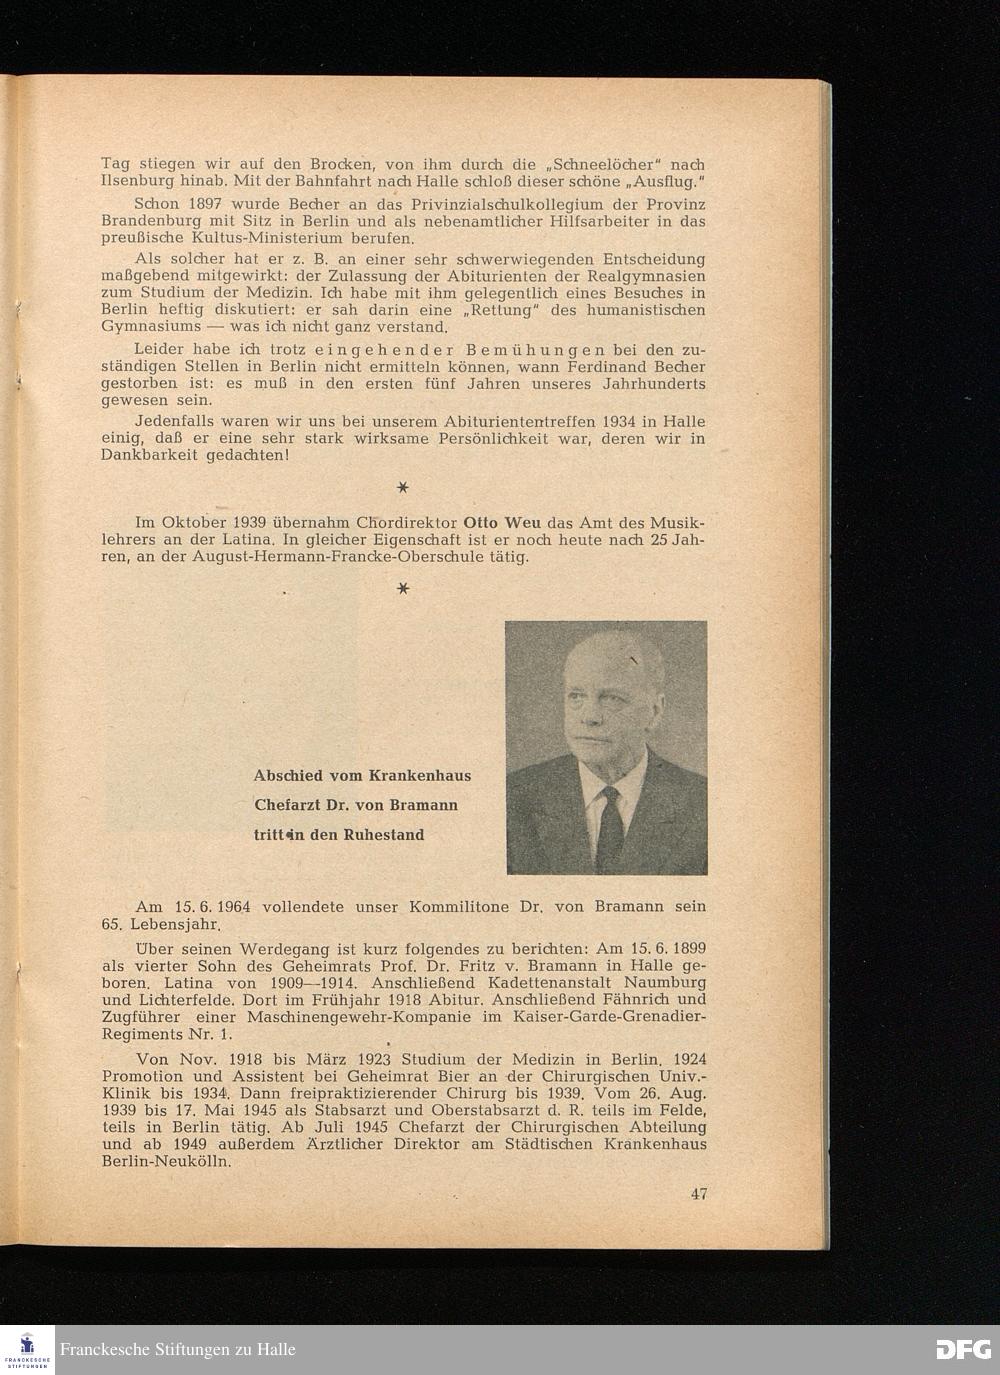 Tag stiegen wir auf den Brocken, von ihm durch die „Schneelöcher" nach
Ilsenburg hinab. Mit der Bahnfahrt nach Halle schloß dieser schöne „Ausflug."
Schon 1897 wurde Becher an das Privinzialschulkollegium der Provinz
Brandenburg mit Sitz in Berlin und als nebenamtlicher Hilfsarbeiter in das
preußische Kultus-Ministerium berufen.
Als solcher hat er z. B. an einer sehr schwerwiegenden Entscheidung
maßgebend mitgewirkt: der Zulassung der Abiturienten der Realgymnasien
zum Studium der Medizin. Ich habe mit ihm gelegentlich eines Besuches in
Berlin heftig diskutiert: er sah darin eine „Rettung" des humanistischen
Gymnasiums — was ich nicht ganz verstand.
Leider habe ich trotz eingehender Bemühungen bei den zu-
ständigen Stellen in Berlin nicht ermitteln können, wann Ferdinand Becher
gestorben ist: es muß in den ersten fünf Jahren unseres Jahrhunderts
gewesen sein.
Jedenfalls waren wir uns bei unserem Abituriententreffen 1934 in Halle
einig, daß er eine sehr stark wirksame Persönlichkeit war, deren wir in
Dankbarkeit gedachten!
*
Im Oktober 1939 übernahm Chordirektor Otto Weu das Amt des Musik-
lehrers an der Latina. In gleicher Eigenschaft ist er noch heute nach 25 Jah-
ren, an der August-Hermann-Francke-Oberschule tätig.
*
Abschied vom Krankenhaus
Chefarzt Dr. von Bramann
tritt in den Ruhestand
Am 15. 6. 1964 vollendete unser Kommilitone Dr. von Bramann sein
65. Lebensjahr.
Über seinen Werdegang ist kurz folgendes zu berichten: Am 15. 6. 1899
als vierter Sohn des Geheimrats Prof. Dr. Fritz v. Bramann in Halle ge-
boren. Latina von 1909—1914. Anschließend Kadettenanstalt Naumburg
und Lichterfelde. Dort im Frühjahr 1918 Abitur. Anschließend Fähnrich und
Zugführer einer Maschinengewehr-Kompanie im Kaiser-Garde-Grenadier-
Regiments Nr. 1.
Von Nov. 1918 bis März 1923 Studium der Medizin in Berlin. 1924
Promotion und Assistent bei Geheimrat Bier an der Chirurgischen Univ.-
Klinik bis 1934. Dann freipraktizierender Chirurg bis 1939. Vom 26. Aug.
1939 bis 17. Mai 1945 als Stabsarzt und Oberstabsarzt d. R. teils im Felde,
teils in Berlin tätig. Ab Juli 1945 Chefarzt der Chirurgischen Abteilung
und ab 1949 außerdem Ärztlicher Direktor am Städtischen Krankenhaus
Berlin-Neukölln.
47
FRANCKESCHE
STIFTUNGEN
Franckesche Stiftungen zu Halle
DFG